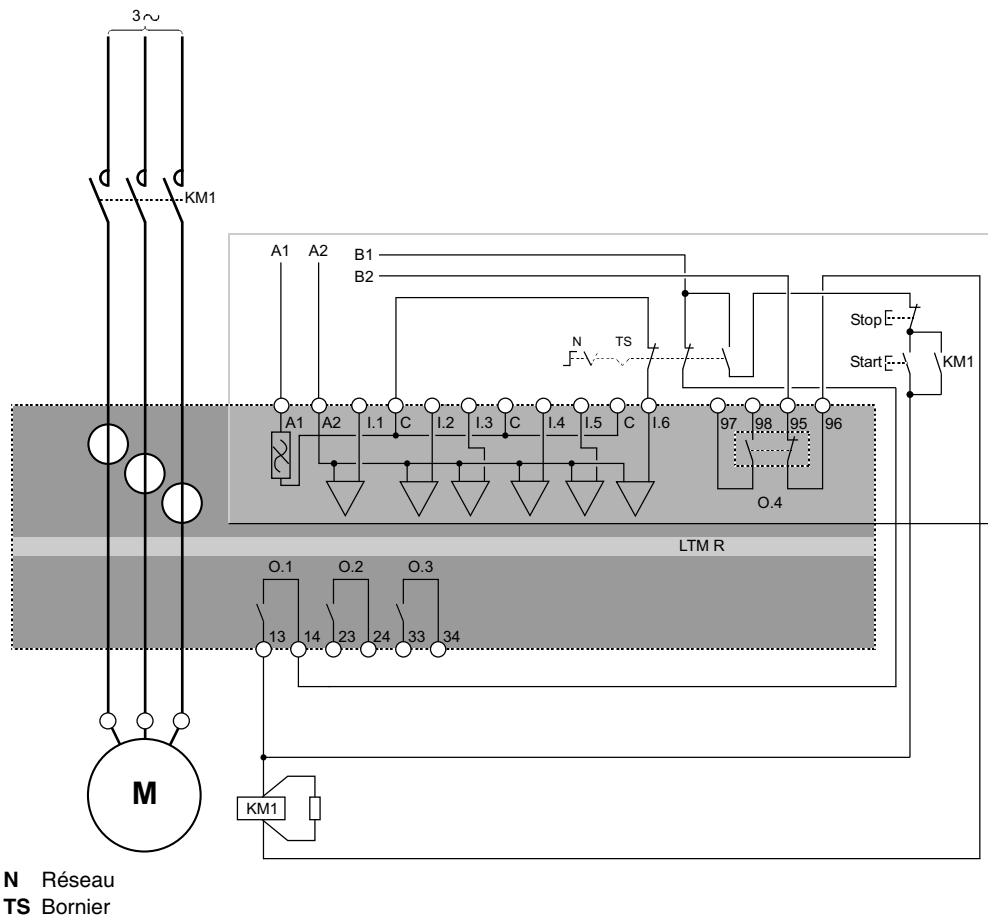 3~
KM1
A1 A2 B1
B2
Stop
N TS
Start KM1
A1 A2 I.1 C I.2 I.3 C I.4 I.5 C I.6 97 98 95 96
O.4
LTM R
O.1 O.2 O.3
13 14 23 24 33 34
M
KM1
N Réseau
TS Bornier